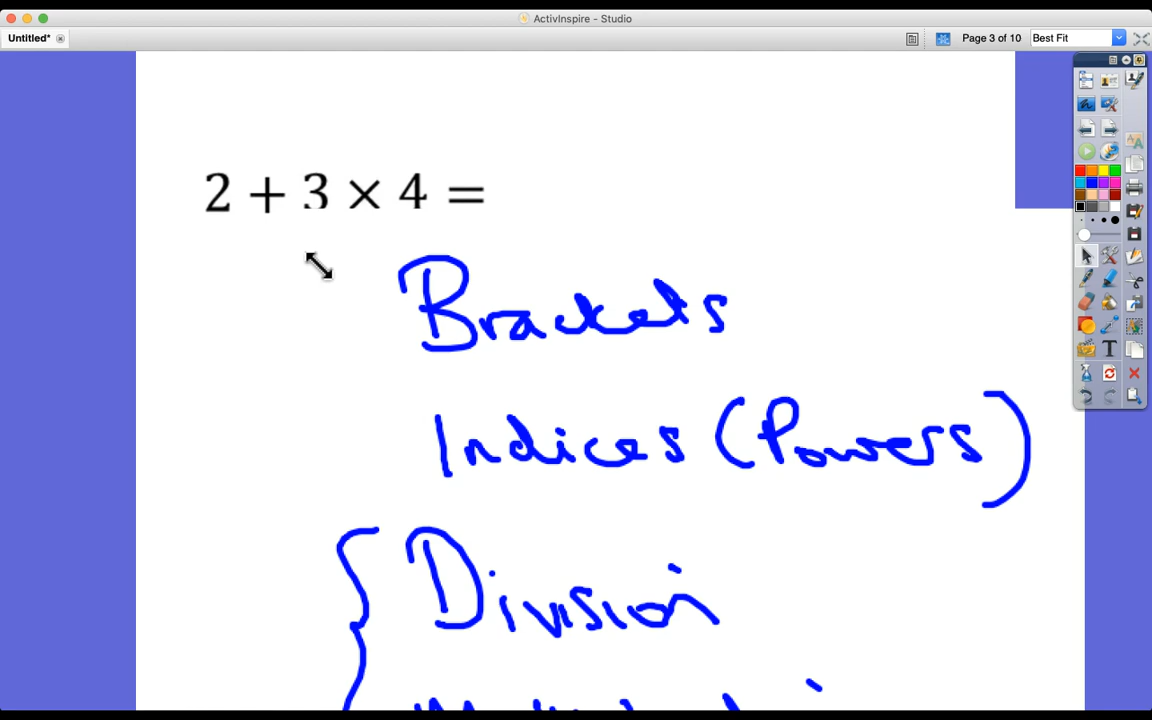 ActivInspire - Studio
Untitled*
Page 3 of 10
Best Fit
2 + 3 × 4 =
Brackets
Indices (Powers)
Division